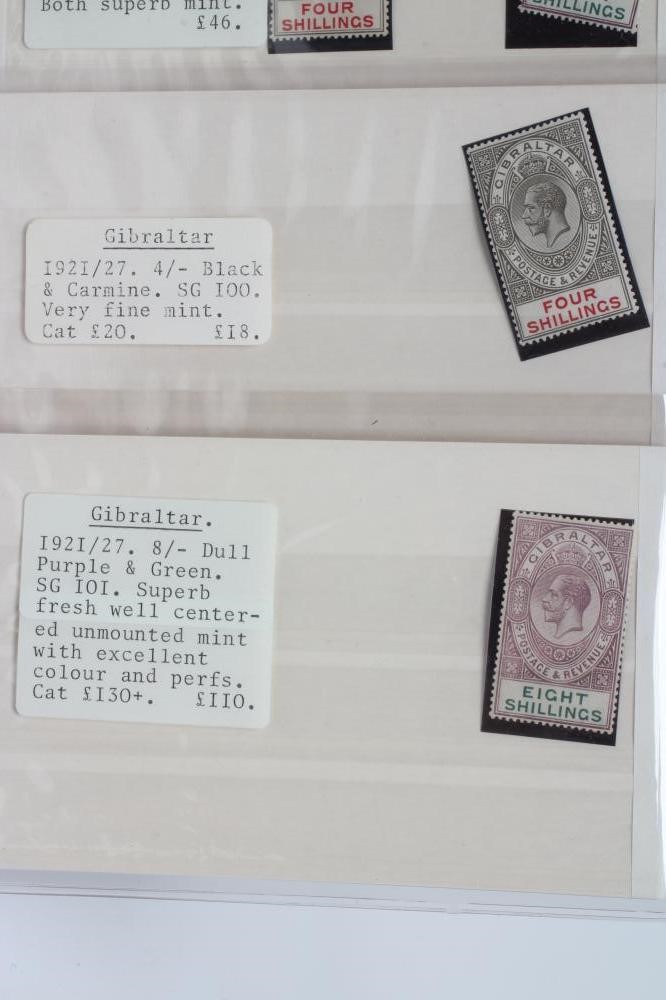 Both superb mint.
£46.
FOUR
SHILLINGS
SHILLINGS
Gibraltar
I92I/27. 4/- Black
& Carmine. SG I00.
Very fine mint.
Cat £20. £I8.
GIBRALTAR
POSTAGE & REVENUE
FOUR
SHILLINGS
Gibraltar.
I92I/27. 8/- Dull
Purple & Green.
SG I0I. Superb
fresh well center-
ed unmounted mint
with excellent
colour and perfs.
Cat £I30+. £II0.
GIBRALTAR
POSTAGE & REVENUE
EIGHT
SHILLINGS